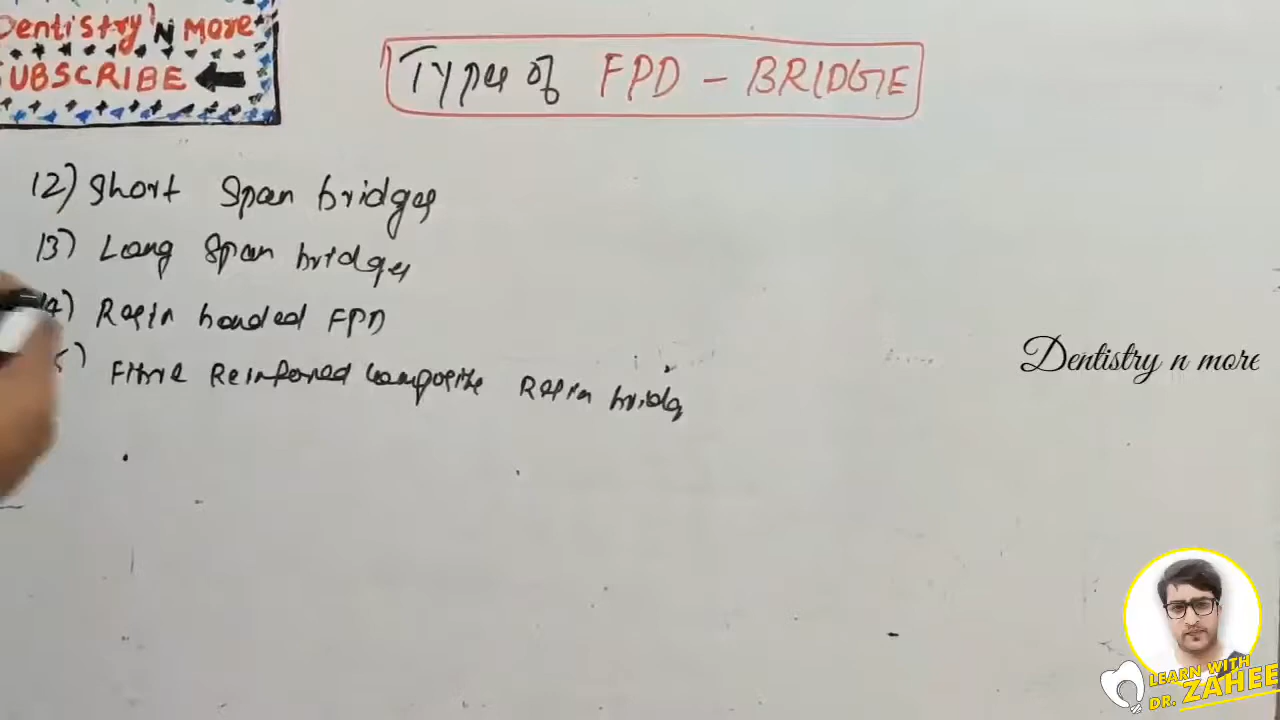 Dentistry'N More
SUBSCRIBE
Types of FPD - BRIDGE
12) Short Span bridges
13) Long Span bridges
14) Resin bonded FPD
Fibre Reinforced Composite Resin bridg
Dentistry n more
LEARN WITH
DR. ZAHEE